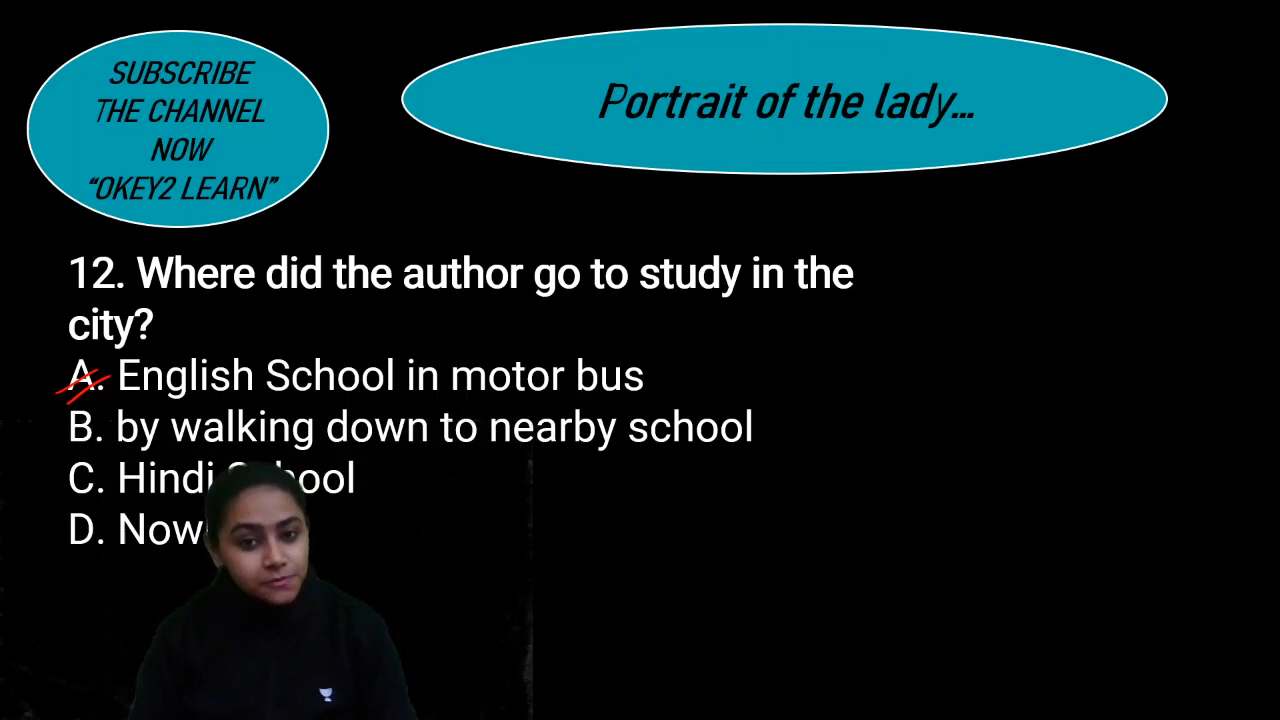 SUBSCRIBE
THE CHANNEL
NOW
“OKEY2 LEARN”
Portrait of the lady...
12. Where did the author go to study in the
city?
A. English School in motor bus
B. by walking down to nearby school
C. Hindi
D.